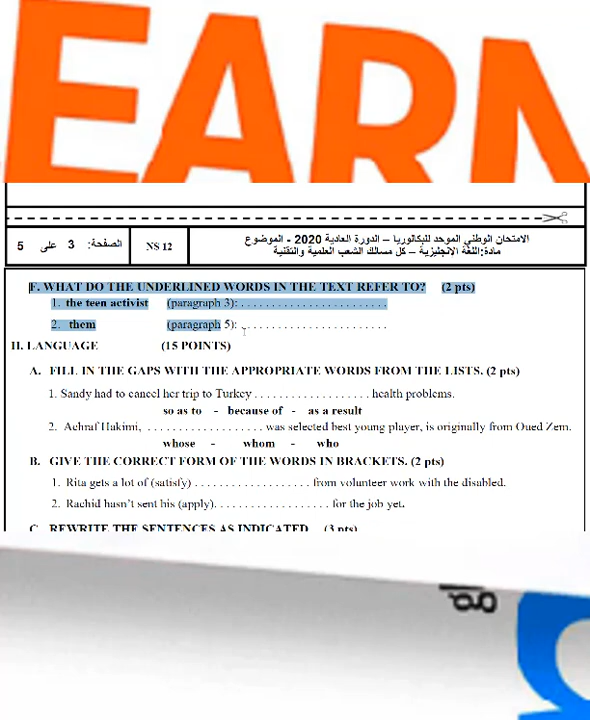 EARN
الصفحة: 3 على 5
NS 12
الامتحان الوطني الموحد للبكالوريا – الدورة العادية 2020 - الموضوع
مادة:اللغة الانجليزية – كل مسالك الشعب العلمية والتقنية
F. WHAT DO THE UNDERLINED WORDS IN THE TEXT REFER TO? (2 pts)
1. the teen activist (paragraph 3): ...............................
2. them (paragraph 5): ...............................
II. LANGUAGE (15 POINTS)
A. FILL IN THE GAPS WITH THE APPROPRIATE WORDS FROM THE LISTS. (2 pts)
1. Sandy had to cancel her trip to Turkey .................... health problems.
so as to - because of - as a result
2. Achraf Hakimi, .................... was selected best young player, is originally from Oued Zem.
whose - whom - who
B. GIVE THE CORRECT FORM OF THE WORDS IN BRACKETS. (2 pts)
1. Rita gets a lot of (satisfy) .................... from volunteer work with the disabled.
2. Rachid hasn't sent his (apply).................... for the job yet.
C. REWRITE THE SENTENCES AS INDICATED. (3 pts)